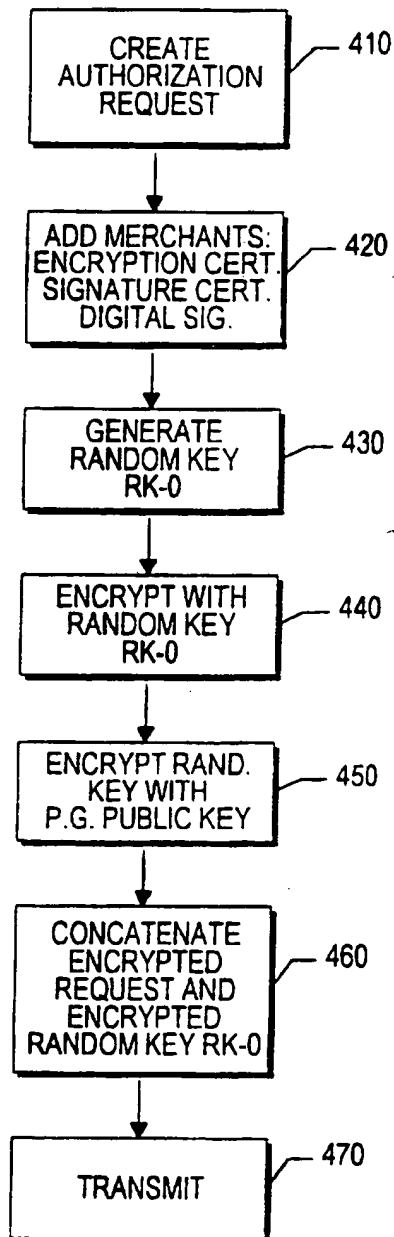 CREATE
AUTHORIZATION
REQUEST
410
ADD MERCHANTS:
ENCRYPTION CERT.
SIGNATURE CERT.
DIGITAL SIG.
420
GENERATE
RANDOM KEY
RK-0
430
ENCRYPT WITH
RANDOM KEY
RK-0
440
ENCRYPT RAND.
KEY WITH
P.G. PUBLIC KEY
450
CONCATENATE
ENCRYPTED
REQUEST AND
ENCRYPTED
RANDOM KEY RK-0
460
TRANSMIT
470